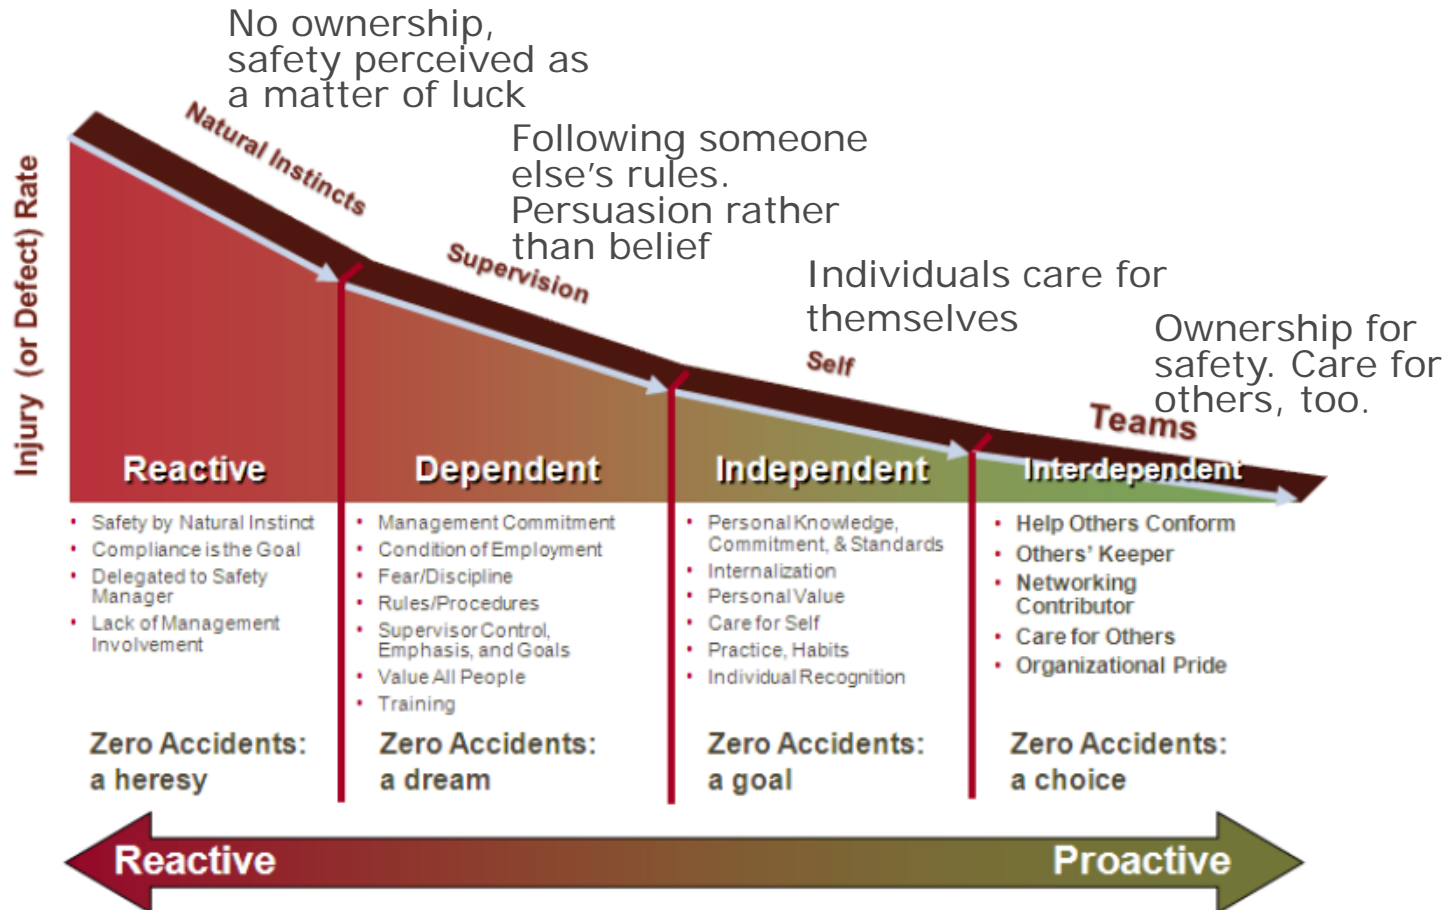 No ownership,
safety perceived as
a matter of luck
Natural Instincts
Following someone
else's rules.
Persuasion rather
than belief
Supervision
Individuals care for
themselves
Self
Ownership for
safety. Care for
others, too.
Teams
Injury (or Defect) Rate
Reactive
Dependent
Independent
Interdependent
• Safety by Natural Instinct
• Compliance is the Goal
• Delegated to Safety
Manager
• Lack of Management
Involvement
• Management Commitment
• Condition of Employment
• Fear/Discipline
• Rules/Procedures
• Supervisor Control,
Emphasis, and Goals
• Value All People
• Training
• Personal Knowledge,
Commitment, & Standards
• Internalization
• Personal Value
• Care for Self
• Practice, Habits
• Individual Recognition
• Help Others Conform
• Others' Keeper
• Networking
Contributor
• Care for Others
• Organizational Pride
Zero Accidents:
a heresy
Zero Accidents:
a dream
Zero Accidents:
a goal
Zero Accidents:
a choice
Reactive
Proactive